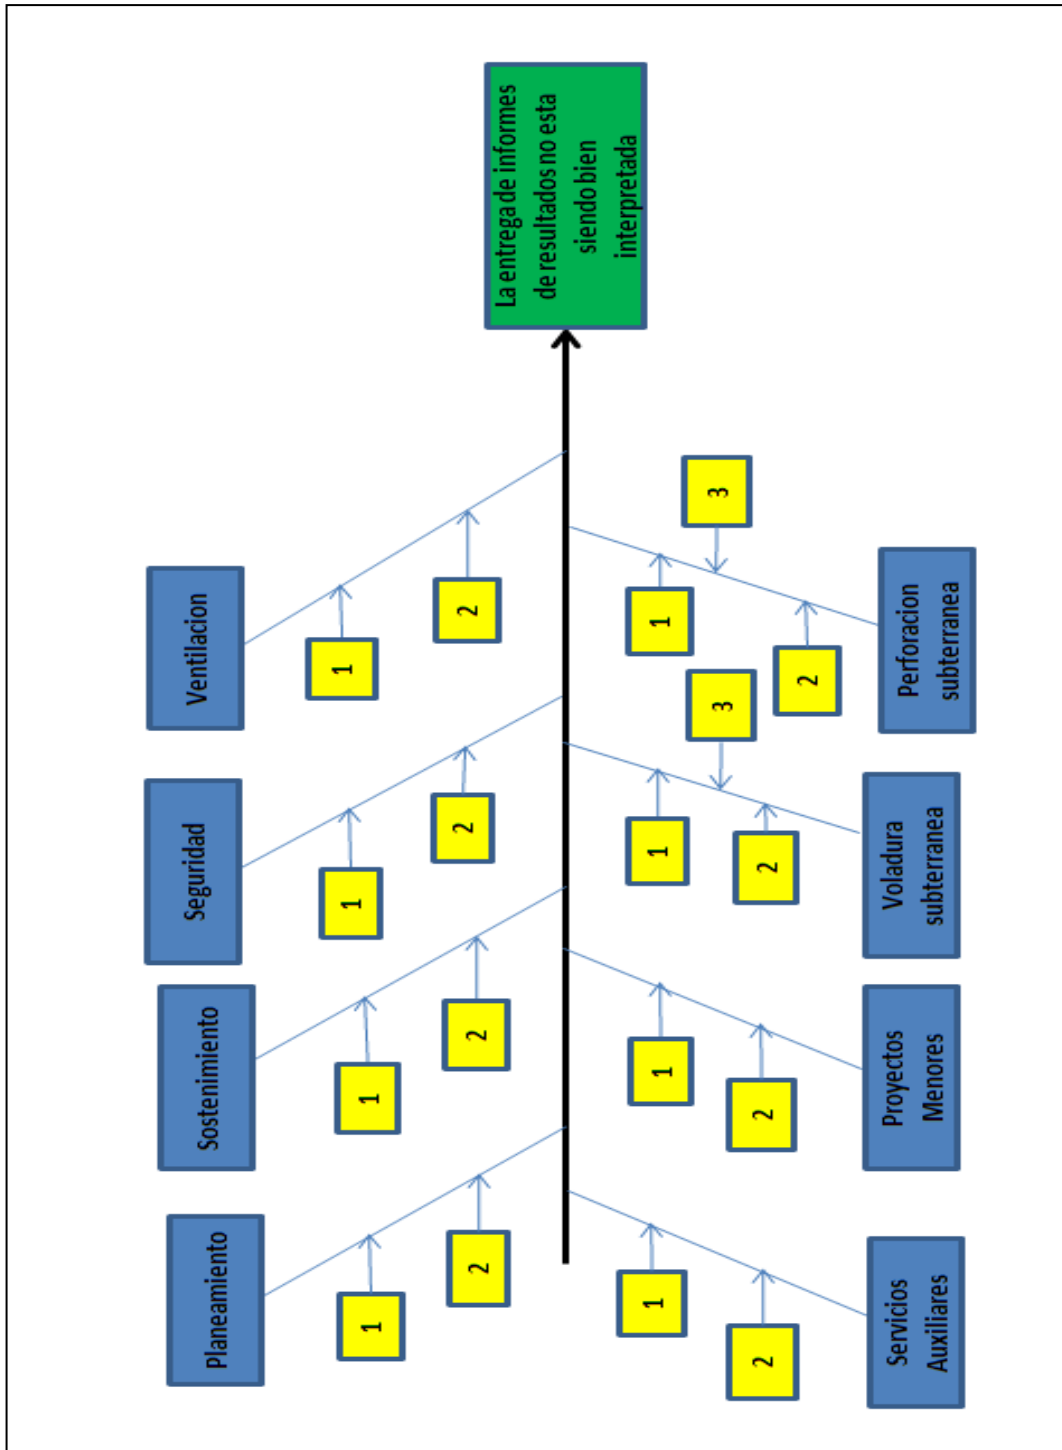 Planeamiento
Sostenimiento
Seguridad
Ventilacion
1
1
1
1
2
2
2
2
La entrega de informes
de resultados no esta
siendo bien
interpretada
1
1
1
1
2
2
2
2
3
3
Servicios
Auxiliares
Proyectos
Menores
Voladura
subterranea
Perforacion
subterranea